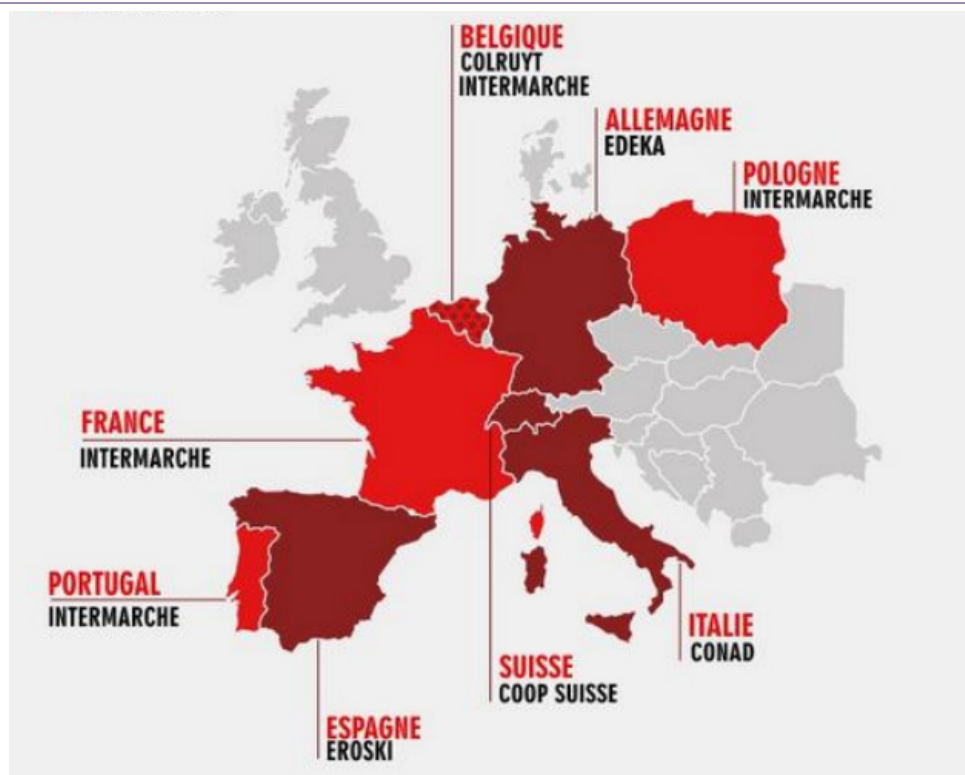 BELGIQUE
COLRUYT
INTERMARCHE
ALLEMAGNE
EDEKA
POLOGNE
INTERMARCHE
FRANCE
INTERMARCHE
PORTUGAL
INTERMARCHE
ITALIE
CONAD
SUISSE
COOP SUISSE
ESPAGNE
EROSKI